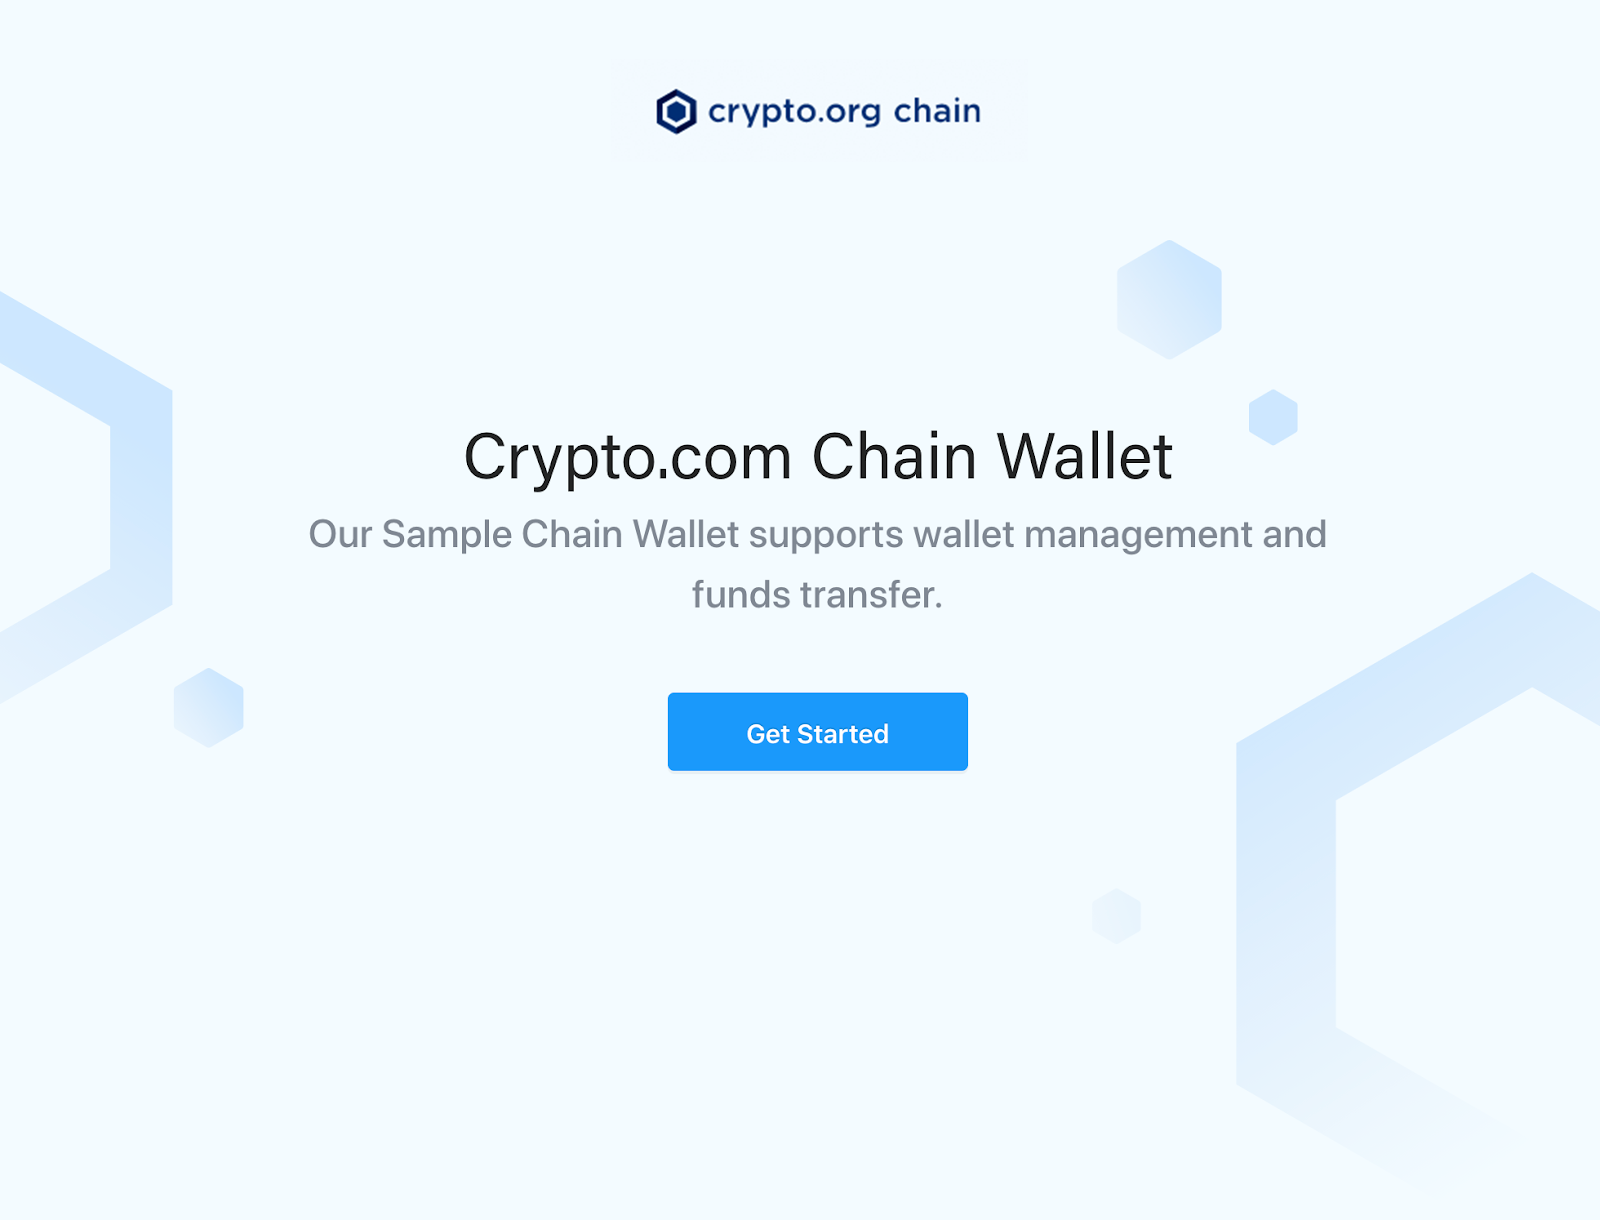 crypto.org chain
Crypto.com Chain Wallet
Our Sample Chain Wallet supports wallet management and
funds transfer.
Get Started